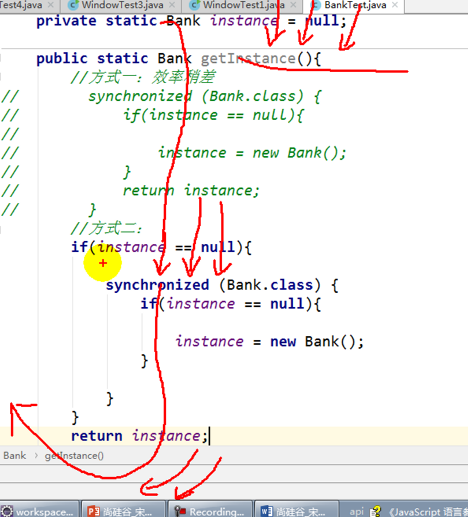 Test4.java × WindowTest3.java × WindowTest1.java × BankTest.java ×
private static Bank instance = null;
public static Bank getInstance(){
//方式一：效率稍差
// synchronized (Bank.class) {
// if(instance == null){
//
// instance = new Bank();
// }
// return instance;
// }
//方式二：
if(instance == null){
synchronized (Bank.class) {
if(instance == null){
instance = new Bank();
}
}
}
return instance;
Bank › getInstance()
workspace... 尚硅谷_宋... Recording... 尚硅谷_宋... api 《JavaScript 语言